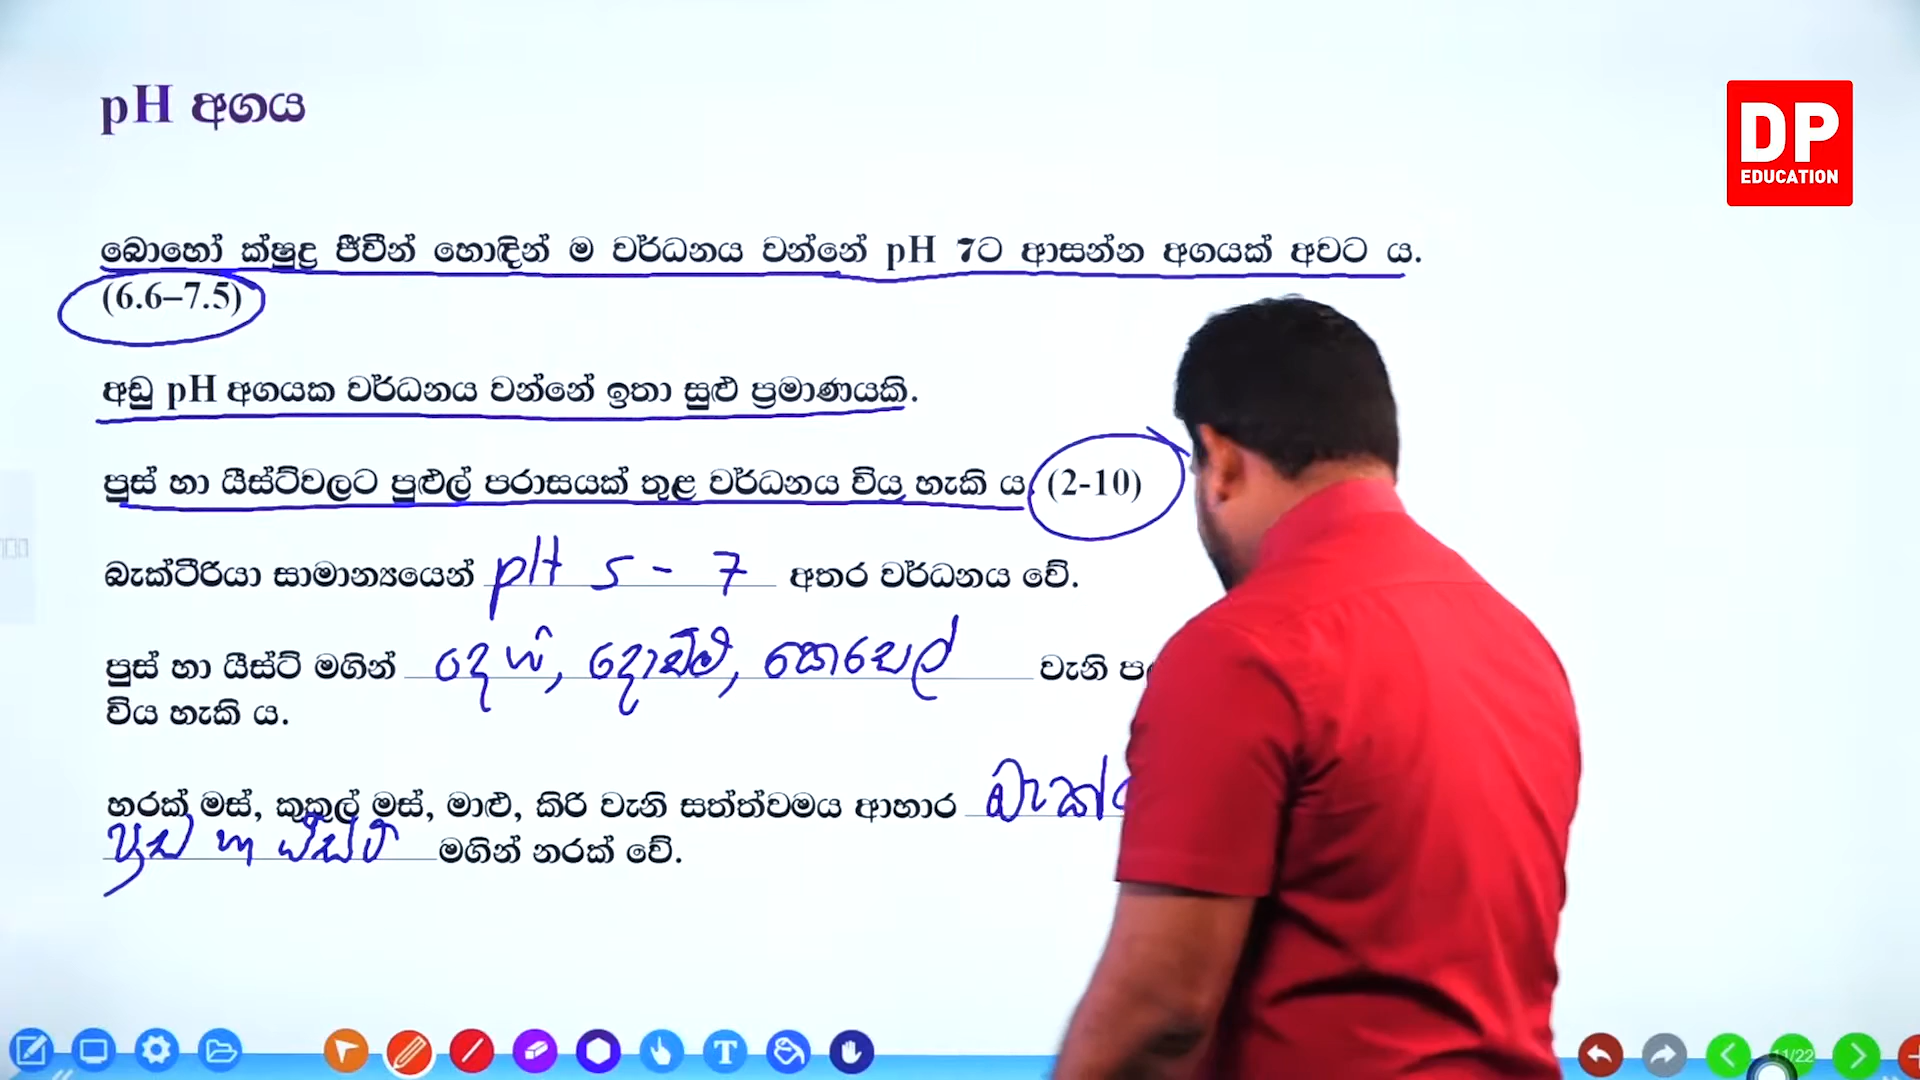 pH අගය
DP
EDUCATION
බොහෝ ක්ෂුද්‍ර ජීවීන් හොඳින් ම වර්ධනය වන්නේ pH 7ට ආසන්න අගයක් අවට ය.
(6.6–7.5)
අඩු pH අගයක වර්ධනය වන්නේ ඉතා සුළු ප්‍රමාණයකි.
පුස් හා යීස්ට්වලට පුළුල් පරාසයක් තුළ වර්ධනය විය හැකි ය. (2-10)
බැක්ටීරියා සාමාන්‍යයෙන් pH 5 - 7 අතර වර්ධනය වේ.
පුස් හා යීස්ට් මගින් දෙහි, දොඩම්, කෙසෙල් වැනි
විය හැකි ය.
හරක් මස්, කුකුල් මස්, මාළු, කිරි වැනි සත්ත්වමය ආහාර
පුස් හා යීස්ට් මගින් නරක් වේ.
11/22